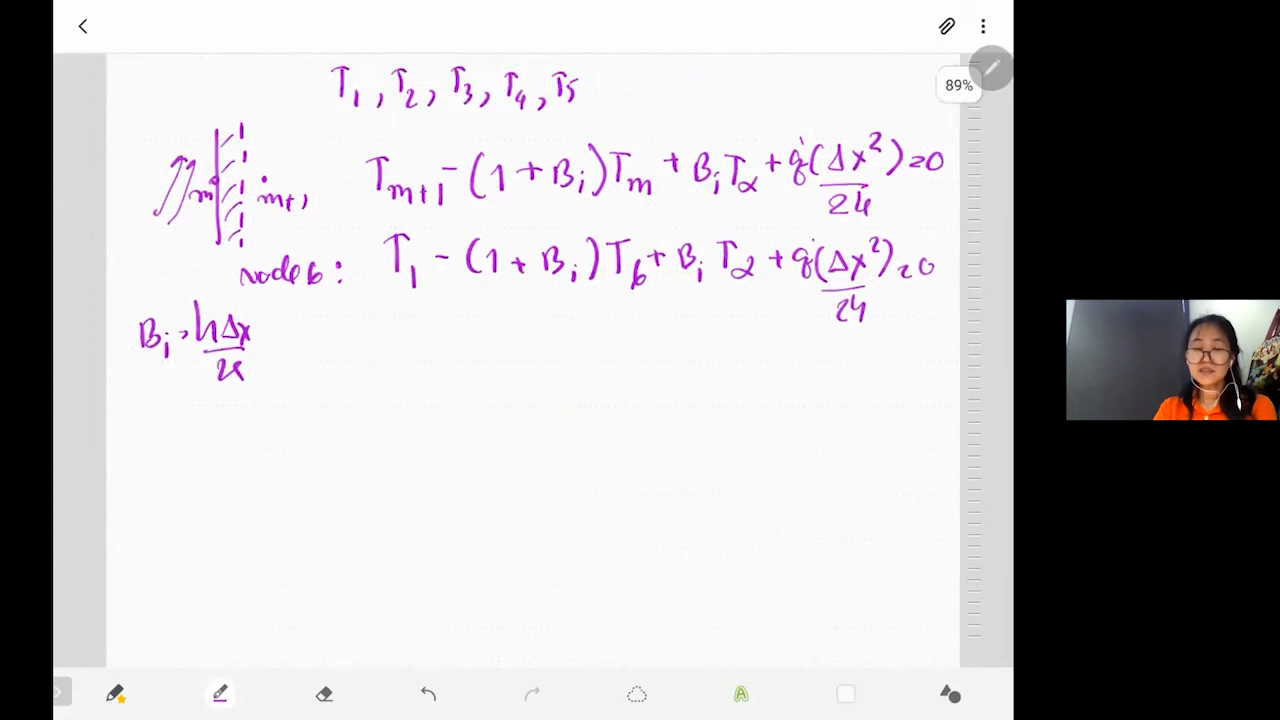 T1, T2, T3, T4, T5
89%
Tm+1 - (1 + Bi)Tm + BiT∞ + q̇(Δx²)/2k = 0
m m+1
node 6: T1 - (1 + Bi)T6 + Bi T∞ + q̇(Δx²)/2k = 0
Bi = hΔx/2k